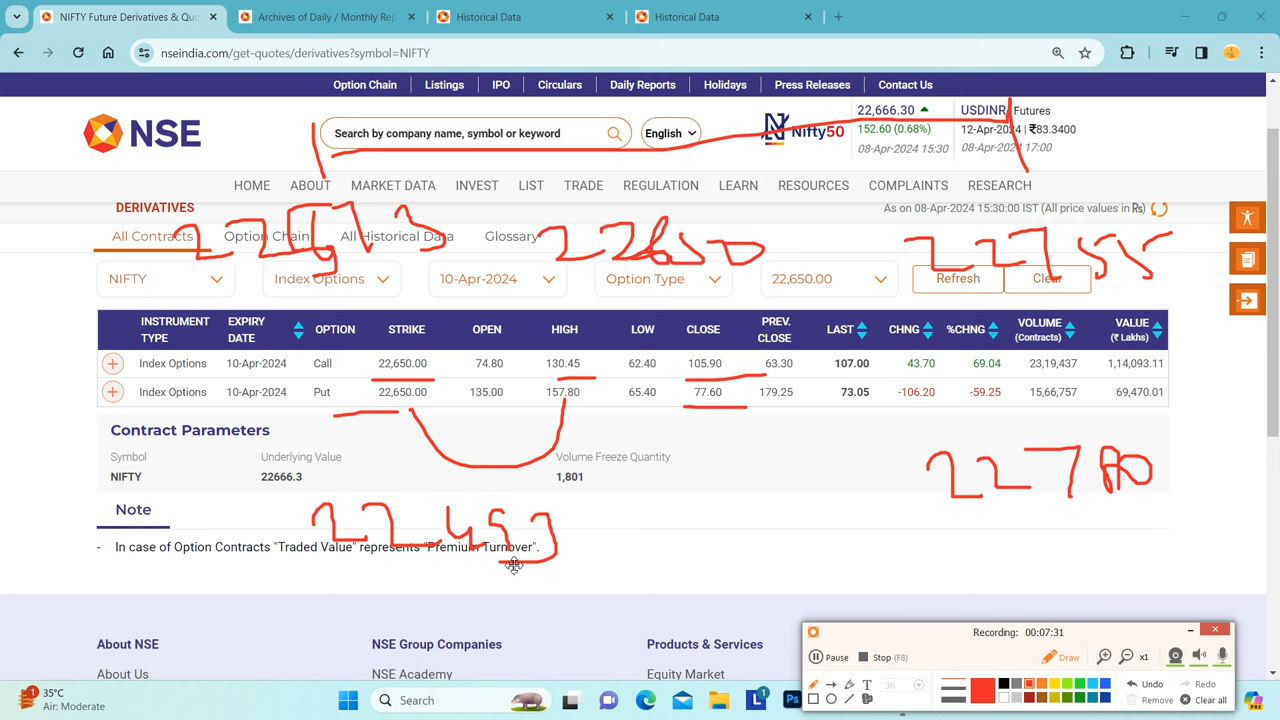 NIFTY Future Derivatives & Quo
Archives of Daily / Monthly Rep
Historical Data
Historical Data
nseindia.com/get-quotes/derivatives?symbol=NIFTY
Option Chain Listings IPO Circulars Daily Reports Holidays Press Releases Contact Us
NSE
Search by company name, symbol or keyword
English
Nifty50
22,666.30
152.60 (0.68%)
08-Apr-2024 15:30
USDINR Futures
12-Apr-2024 | ₹83.3400
08-Apr-2024 17:00
HOME ABOUT MARKET DATA INVEST LIST TRADE REGULATION LEARN RESOURCES COMPLAINTS RESEARCH
DERIVATIVES
As on 08-Apr-2024 15:30:00 IST (All price values in ₹)
All Contracts Option Chain All Historical Data Glossary
22650
22755
NIFTY Index Options 10-Apr-2024 Option Type 22,650.00 Refresh Clear
INSTRUMENT TYPE EXPIRY DATE OPTION STRIKE OPEN HIGH LOW CLOSE PREV. CLOSE LAST CHNG %CHNG VOLUME (Contracts) VALUE (₹ Lakhs)
Index Options 10-Apr-2024 Call 22,650.00 74.80 130.45 62.40 105.90 63.30 107.00 43.70 69.04 23,19,437 1,14,093.11
Index Options 10-Apr-2024 Put 22,650.00 135.00 157.80 65.40 77.60 179.25 73.05 -106.20 -59.25 15,66,757 69,470.01
Contract Parameters
Symbol Underlying Value Volume Freeze Quantity
NIFTY 22666.3 1,801
22780
Note
22453
- In case of Option Contracts "Traded Value" represents "Premium Turnover".
About NSE NSE Group Companies Products & Services
About Us NSE Academy Equity Market
Recording: 00:07:31
Pause Stop (F8) Draw x1
T 36 Undo Redo
Remove Clear all
35°C
Air: Moderate
Search